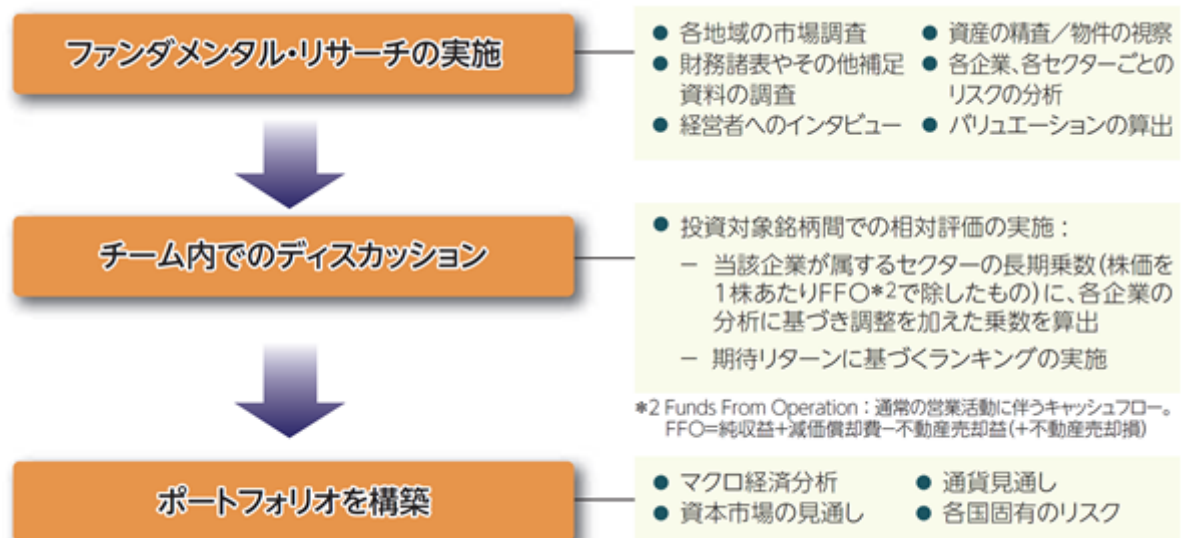 ファンダメンタル・リサーチの実施
● 各地域の市場調査
● 財務諸表やその他補足
資料の調査
● 経営者へのインタビュー
● 資産の精査／物件の視察
● 各企業、各セクターごとの
リスクの分析
● バリュエーションの算出
チーム内でのディスカッション
● 投資対象銘柄間での相対評価の実施：
－ 当該企業が属するセクターの長期乗数（株価を
1株あたりFFO*2で除したもの）に、各企業の
分析に基づき調整を加えた乗数を算出
－ 期待リターンに基づくランキングの実施
*2 Funds From Operation：通常の営業活動に伴うキャッシュフロー。
FFO=純収益+減価償却費−不動産売却益(+不動産売却損)
ポートフォリオを構築
● マクロ経済分析
● 資本市場の見通し
● 通貨見通し
● 各国固有のリスク